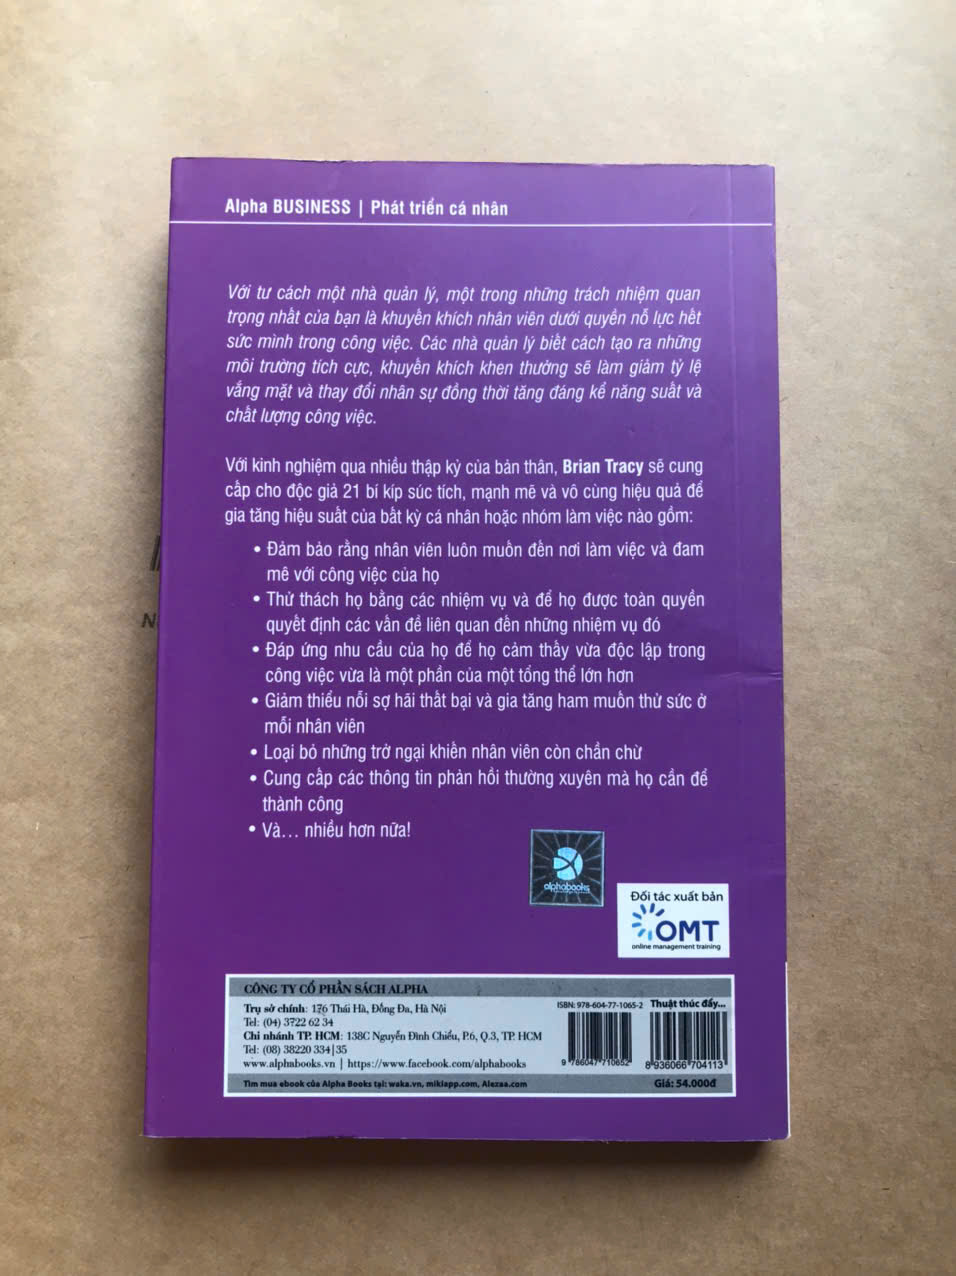 Alpha BUSINESS | Phát triển cá nhân
Với tư cách một nhà quản lý, một trong những trách nhiệm quan
trọng nhất của bạn là khuyến khích nhân viên dưới quyền nỗ lực hết
sức mình trong công việc. Các nhà quản lý biết cách tạo ra những
môi trường tích cực, khuyến khích khen thưởng sẽ làm giảm tỷ lệ
vắng mặt và thay đổi nhân sự đồng thời tăng đáng kể năng suất và
chất lượng công việc.
Với kinh nghiệm qua nhiều thập kỷ của bản thân, Brian Tracy sẽ cung
cấp cho độc giả 21 bí kíp súc tích, mạnh mẽ và vô cùng hiệu quả để
gia tăng hiệu suất của bất kỳ cá nhân hoặc nhóm làm việc nào gồm:
• Đảm bảo rằng nhân viên luôn muốn đến nơi làm việc và đam
mê với công việc của họ
• Thử thách họ bằng các nhiệm vụ và để họ được toàn quyền
quyết định các vấn đề liên quan đến những nhiệm vụ đó
• Đáp ứng nhu cầu của họ để họ cảm thấy vừa độc lập trong
công việc vừa là một phần của một tổng thể lớn hơn
• Giảm thiểu nỗi sợ hãi thất bại và gia tăng ham muốn thử sức ở
mỗi nhân viên
• Loại bỏ những trở ngại khiến nhân viên còn chần chừ
• Cung cấp các thông tin phản hồi thường xuyên mà họ cần để
thành công
• Và... nhiều hơn nữa!
alphabooks
Đối tác xuất bản
OMT
online management training
CÔNG TY CỔ PHẦN SÁCH ALPHA
Trụ sở chính: 176 Thái Hà, Đống Đa, Hà Nội
Tel: (04) 3722 62 34
Chi nhánh TP. HCM: 138C Nguyễn Đình Chiểu, P.6, Q.3, TP. HCM
Tel: (08) 38220 334|35
www.alphabooks.vn | https://www.facebook.com/alphabooks
Tìm mua ebook của Alpha Books tại: waka.vn, mikiapp.com, Alezaa.com
ISBN: 978-604-77-1065-2
9 786047 710652
Thuật thúc đẩy...
8 936066 704113
Giá: 54.000đ